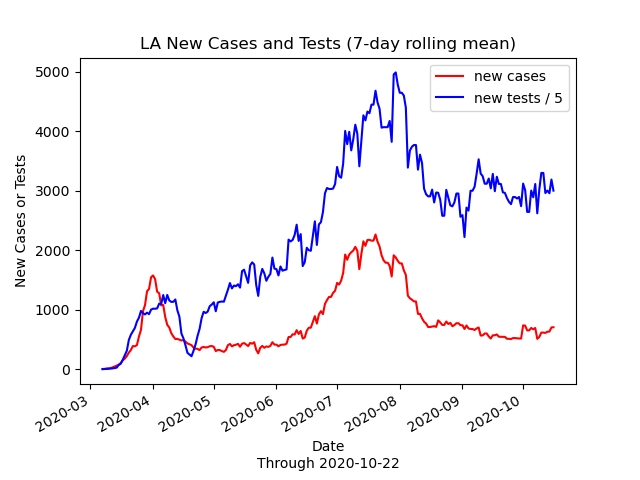 LA New Cases and Tests (7-day rolling mean)
new cases
new tests / 5
New Cases or Tests
5000
4000
3000
2000
1000
0
2020-03
2020-04
2020-05
2020-06
2020-07
2020-08
2020-09
2020-10
Date
Through 2020-10-22